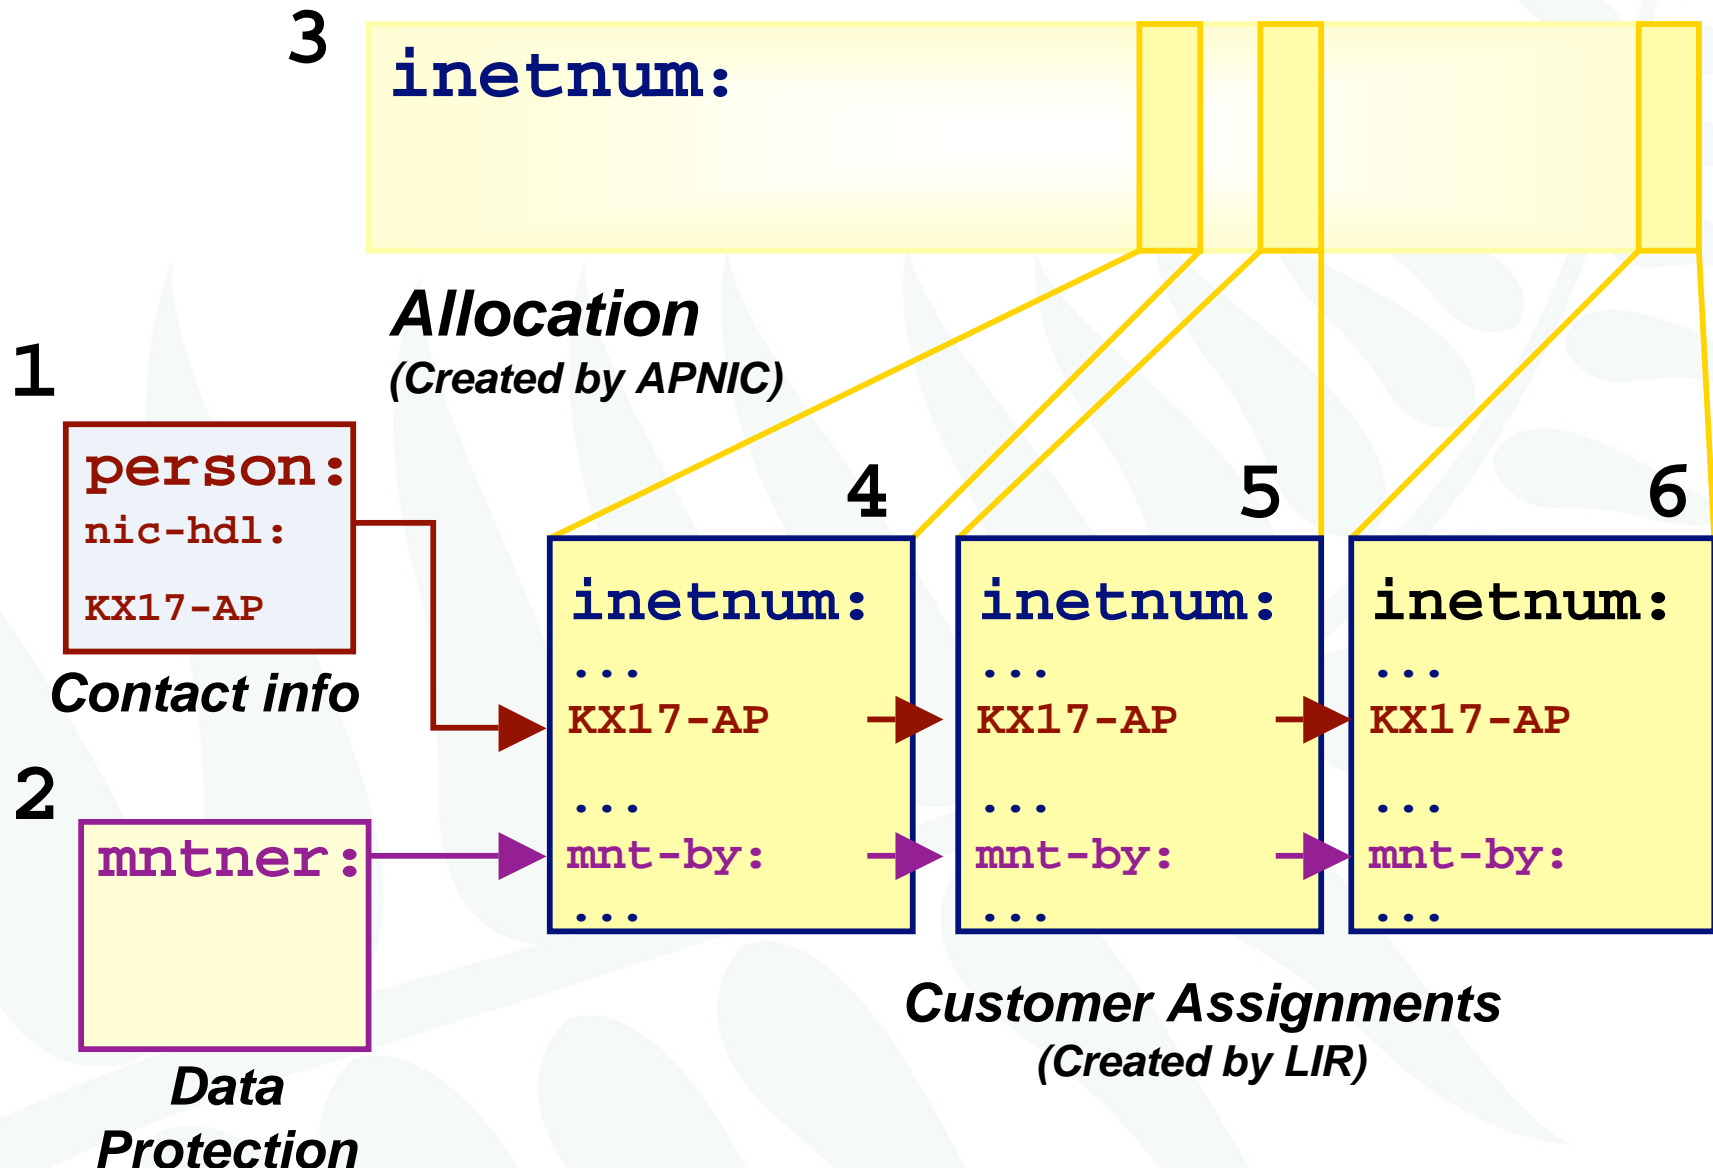 3
inetnum:
Allocation
(Created by APNIC)
1
person:
nic-hdl:
KX17-AP
Contact info
2
mntner:
Data
Protection
4
inetnum:
...
KX17-AP
...
mnt-by:
...
5
inetnum:
...
KX17-AP
...
mnt-by:
...
6
inetnum:
...
KX17-AP
...
mnt-by:
...
Customer Assignments
(Created by LIR)